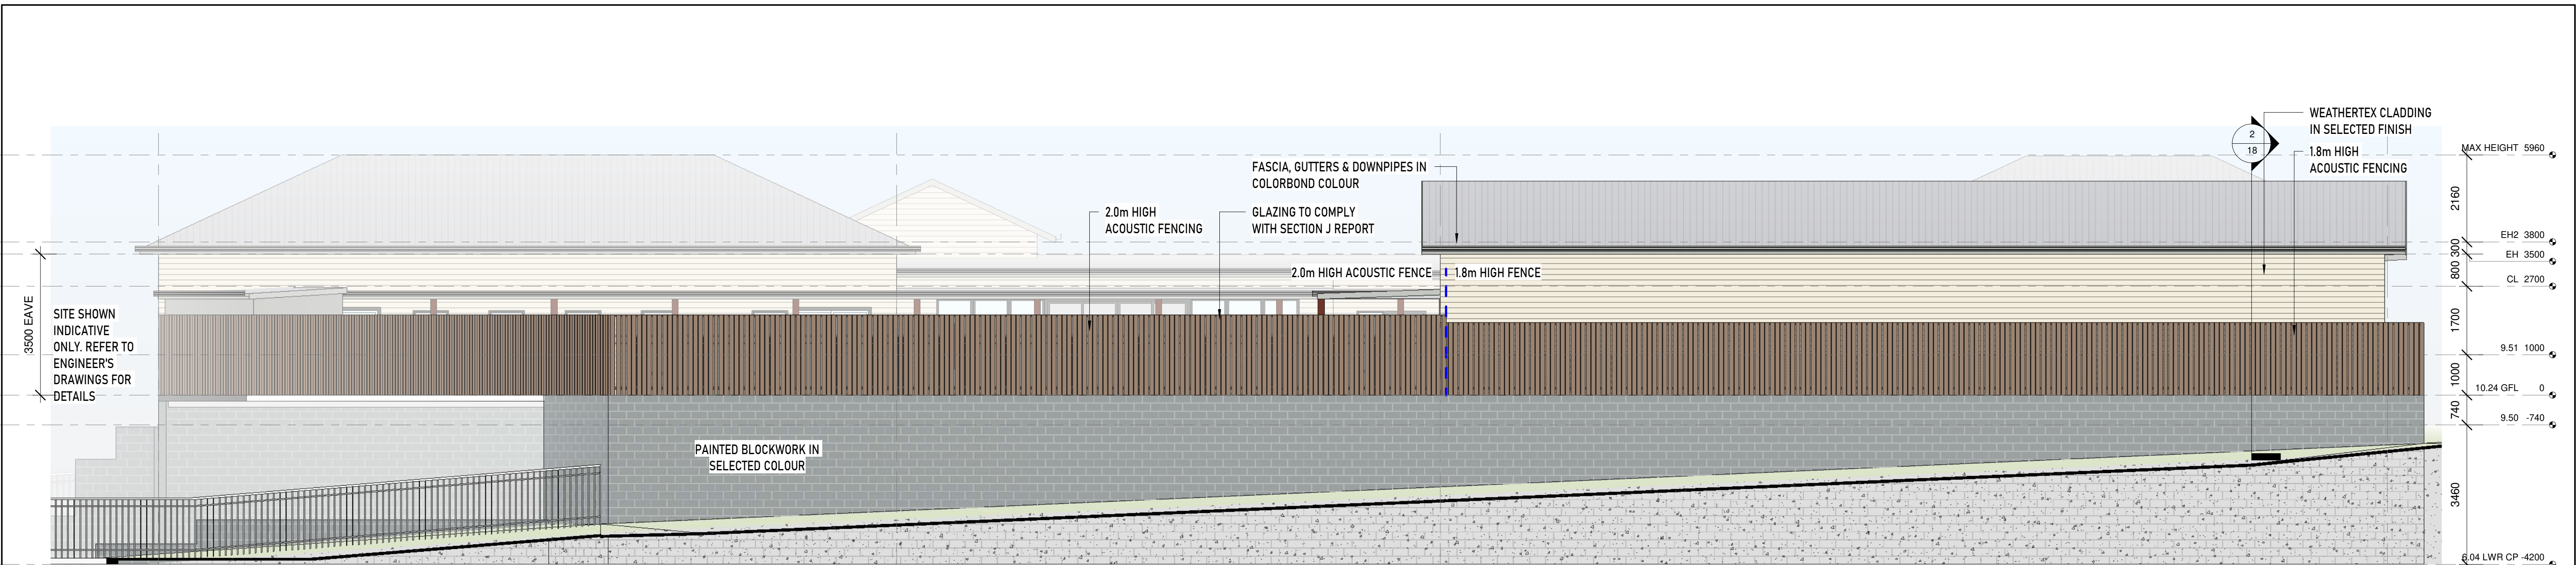 WEATHERTEX CLADDING
IN SELECTED FINISH
2
18
1.8m HIGH
ACOUSTIC FENCING
MAX HEIGHT 5960
FASCIA, GUTTERS & DOWNPIPES IN
COLORBOND COLOUR
2.0m HIGH
ACOUSTIC FENCING
GLAZING TO COMPLY
WITH SECTION J REPORT
2160
EH2 3800
300
EH 3500
2.0m HIGH ACOUSTIC FENCE
1.8m HIGH FENCE
800
CL 2700
3500 EAVE
SITE SHOWN
INDICATIVE
ONLY. REFER TO
ENGINEER'S
DRAWINGS FOR
DETAILS
1700
9.51 1000
1000
10.24 GFL 0
740
9.50 -740
PAINTED BLOCKWORK IN
SELECTED COLOUR
3460
6.04 LWR CP -4200